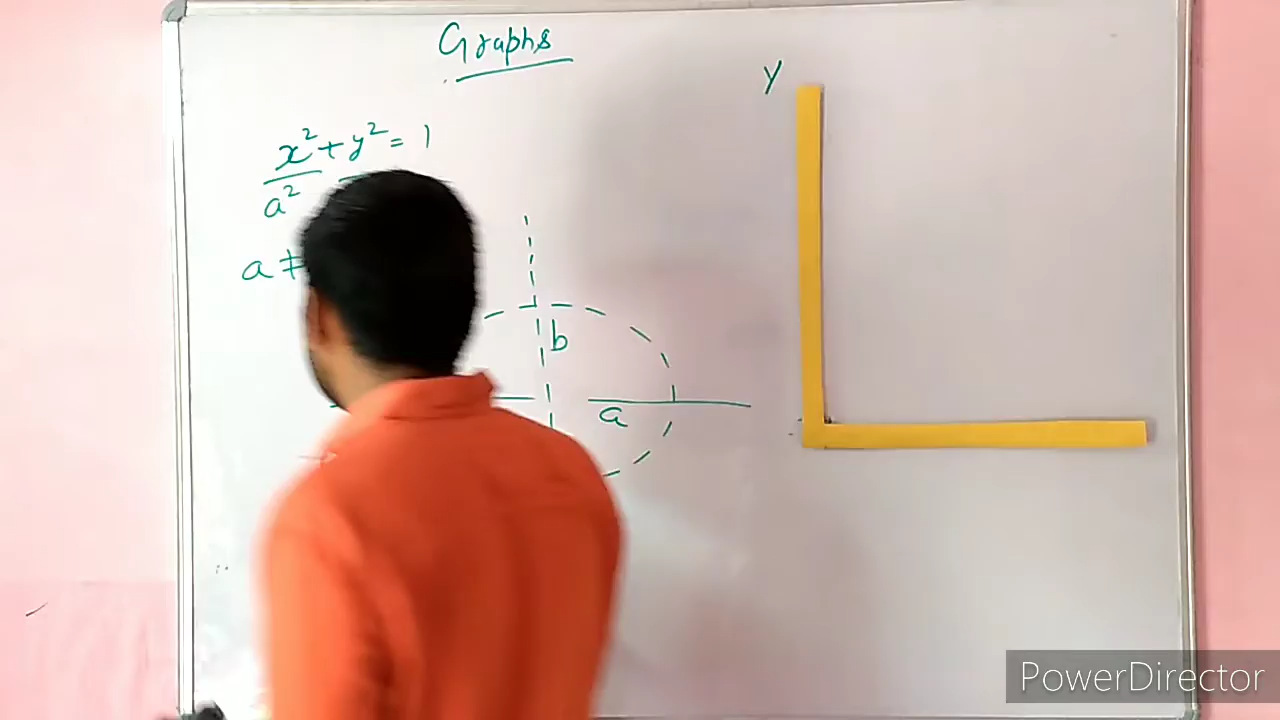 Graphs
x² + y² = 1
a²
a ≠
b
a
y
PowerDirector